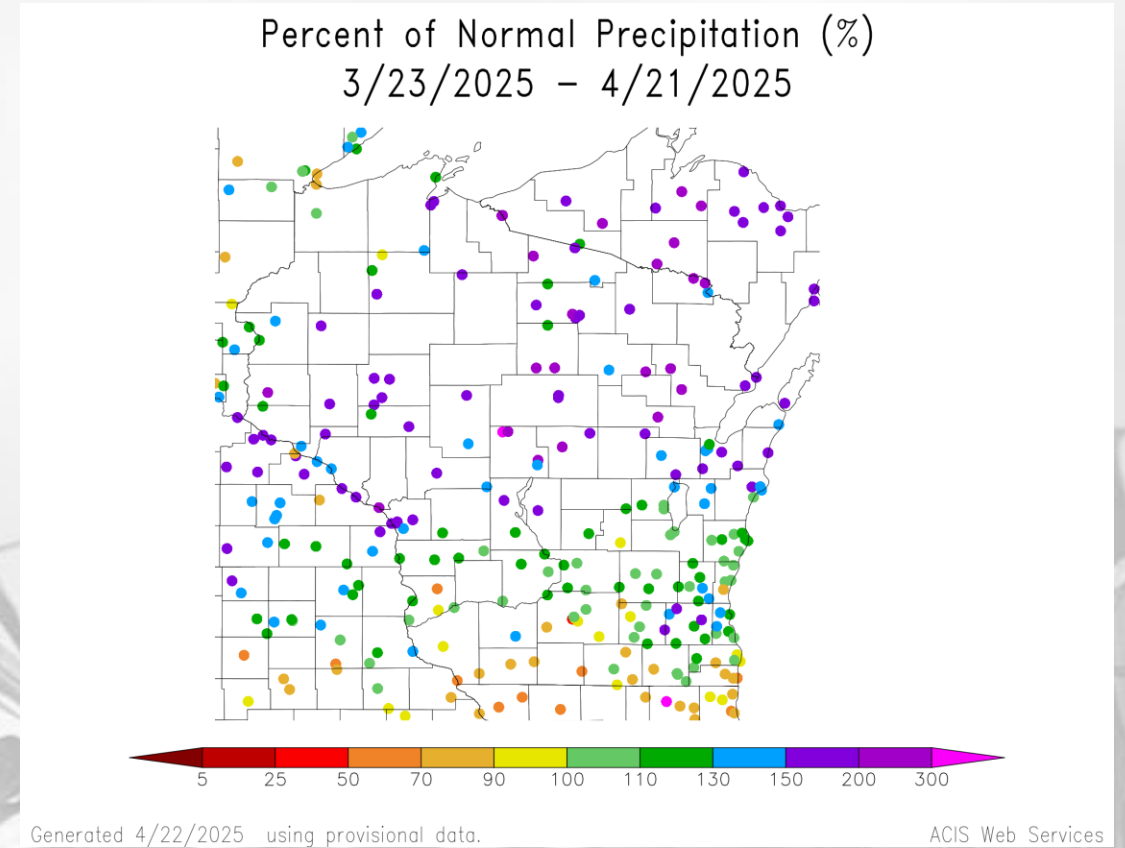 Percent of Normal Precipitation (%)
3/23/2025 – 4/21/2025
5 25 50 70 90 100 110 130 150 200 300
Generated 4/22/2025 using provisional data.
ACIS Web Services